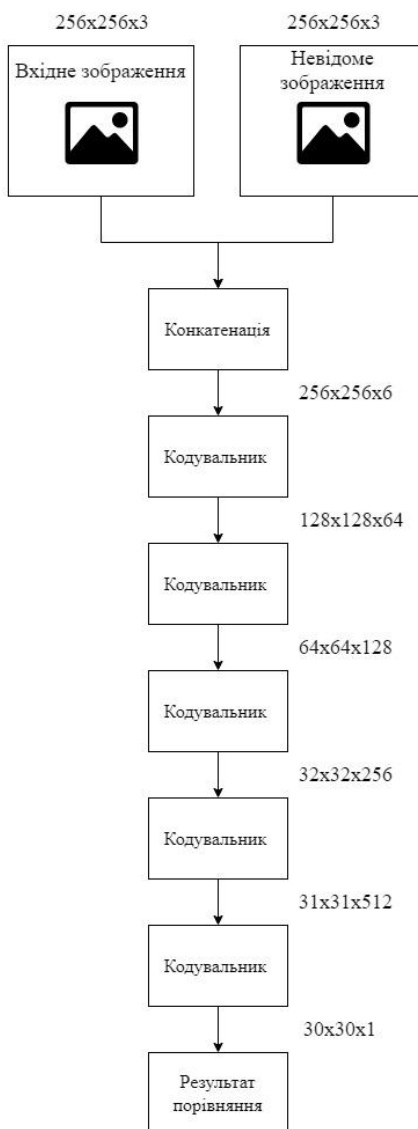 256x256x3
256x256x3
Вхідне зображення
Невідоме
зображення
Конкатенація
256x256x6
Кодувальник
128x128x64
Кодувальник
64x64x128
Кодувальник
32x32x256
Кодувальник
31x31x512
Кодувальник
30x30x1
Результат
порівняння